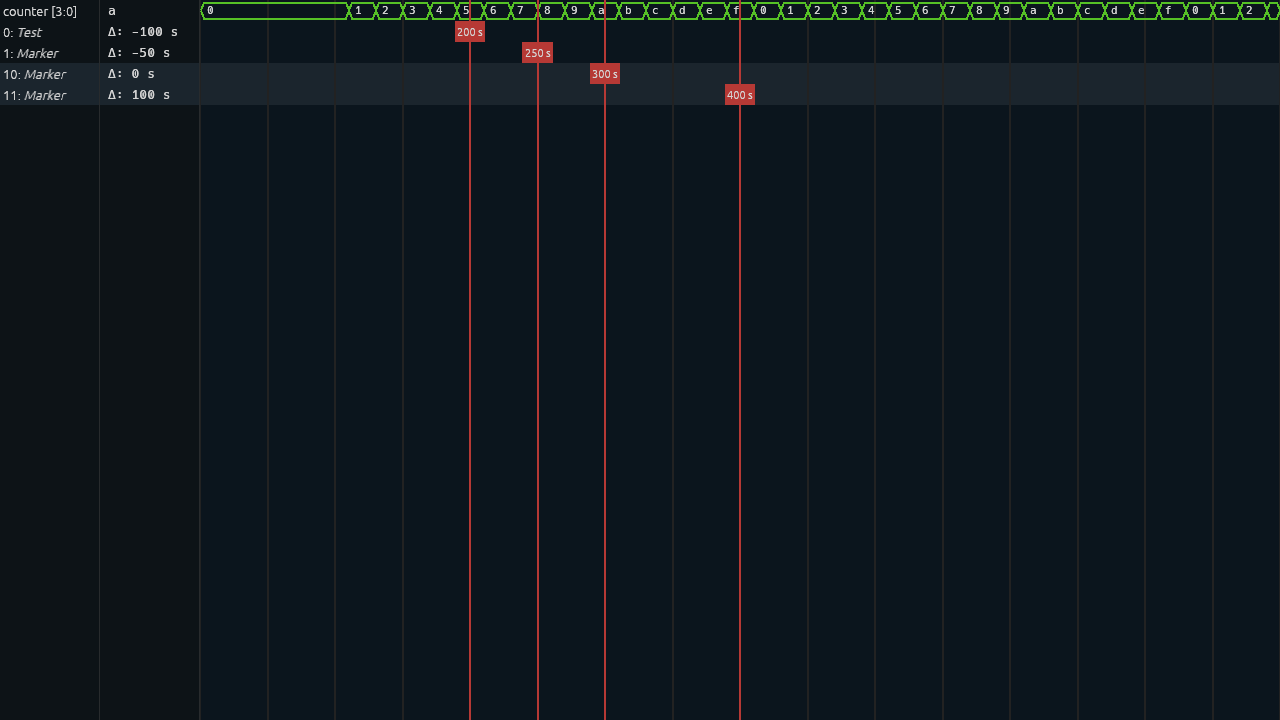 counter [3:0] a 0 1 2 3 4 5 6 7 8 9 a b c d e f 0 1 2 3 4 5 6 7 8 9 a b c d e f 0 1 2
0: Test Δ: -100 s 200 s
1: Marker Δ: -50 s 250 s
10: Marker Δ: 0 s 300 s
11: Marker Δ: 100 s 400 s